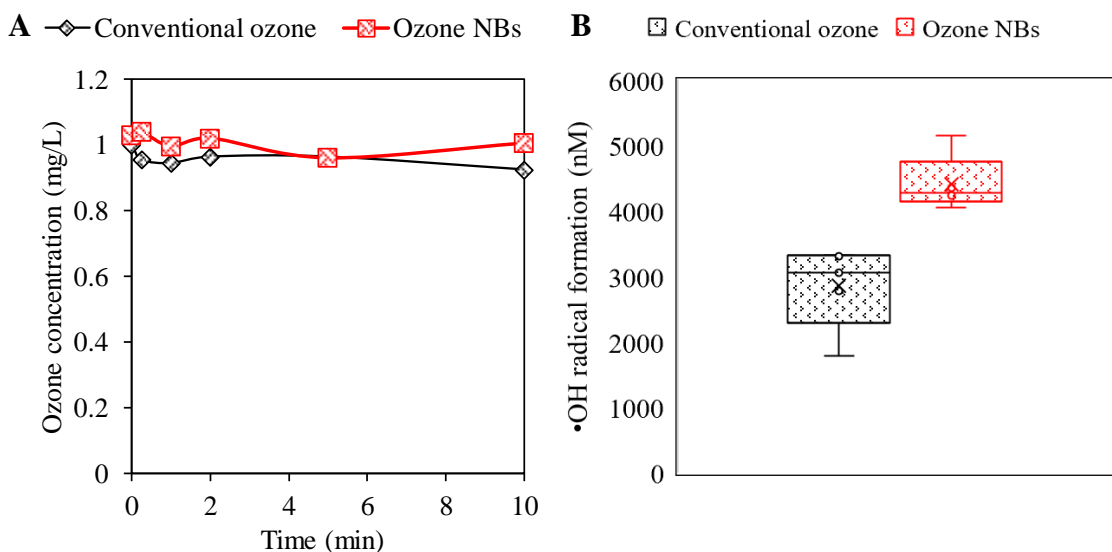 A Conventional ozone Ozone NBs
1.2
1
0.8
0.6
0.4
0.2
0
0 2 4 6 8 10
Ozone concentration (mg/L)
Time (min)
B Conventional ozone Ozone NBs
6000
5000
4000
3000
2000
1000
0
•OH radical formation (nM)